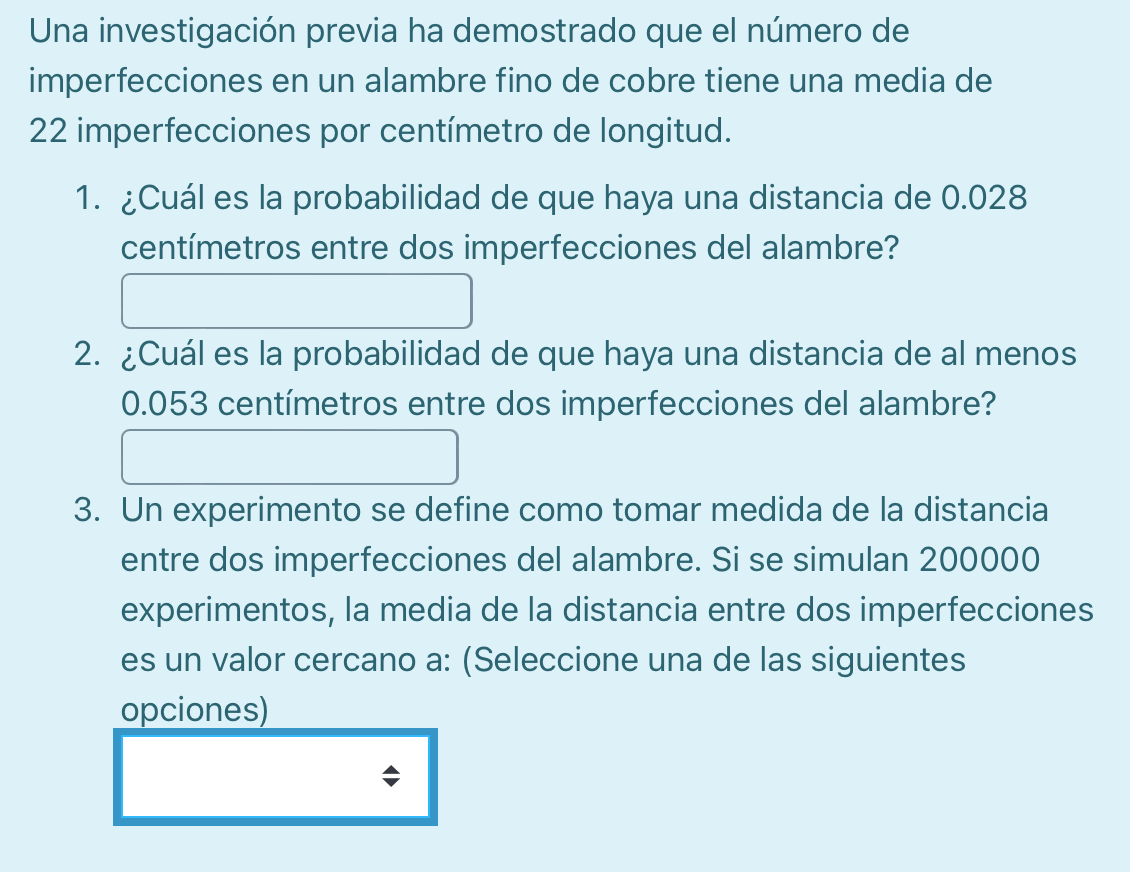 Una investigación previa ha demostrado que el número de
imperfecciones en un alambre fino de cobre tiene una media de
22 imperfecciones por centímetro de longitud.
1. ¿Cuál es la probabilidad de que haya una distancia de 0.028
centímetros entre dos imperfecciones del alambre?
2. ¿Cuál es la probabilidad de que haya una distancia de al menos
0.053 centímetros entre dos imperfecciones del alambre?
3. Un experimento se define como tomar medida de la distancia
entre dos imperfecciones del alambre. Si se simulan 200000
experimentos, la media de la distancia entre dos imperfecciones
es un valor cercano a: (Seleccione una de las siguientes
opciones)